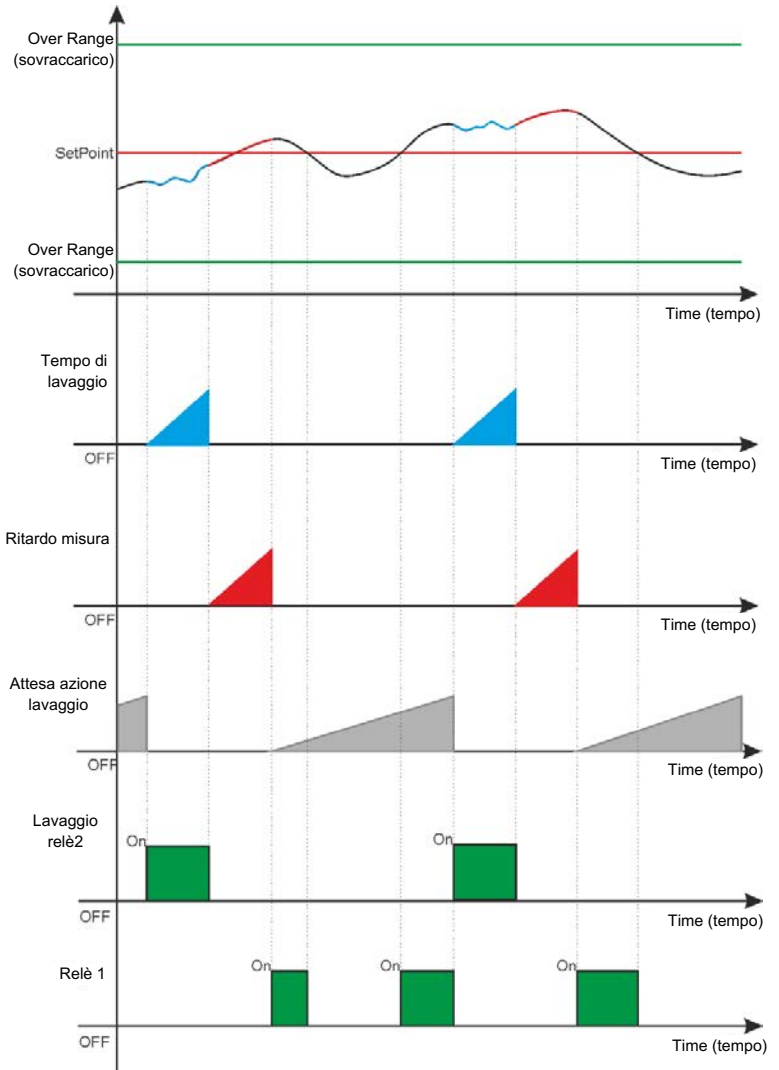 Over Range
(sovraccarico)
SetPoint
Over Range
(sovraccarico)
Time (tempo)
Tempo di
lavaggio
OFF
Time (tempo)
Ritardo misura
OFF
Time (tempo)
Attesa azione
lavaggio
OFF
Time (tempo)
Lavaggio
relè2
On
On
OFF
Time (tempo)
Relè 1
On
On
On
OFF
Time (tempo)